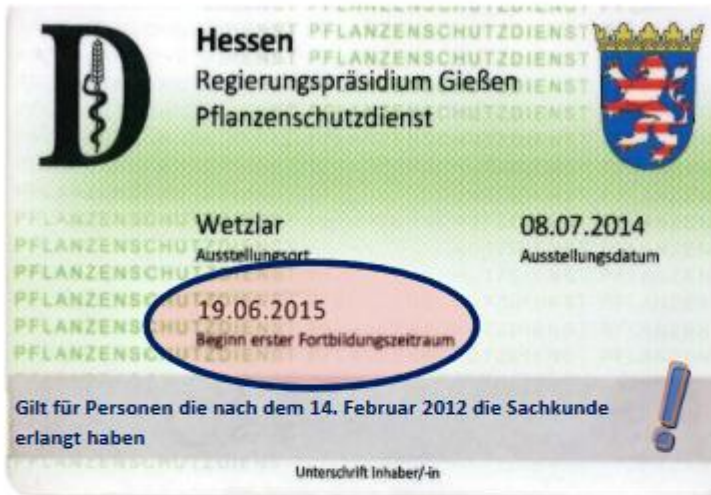 D
Hessen
Regierungspräsidium Gießen
Pflanzenschutzdienst
Wetzlar
Ausstellungsort
08.07.2014
Ausstellungsdatum
19.06.2015
Beginn erster Fortbildungszeitraum
Gilt für Personen die nach dem 14. Februar 2012 die Sachkunde
erlangt haben
!
Unterschrift Inhaber/-in